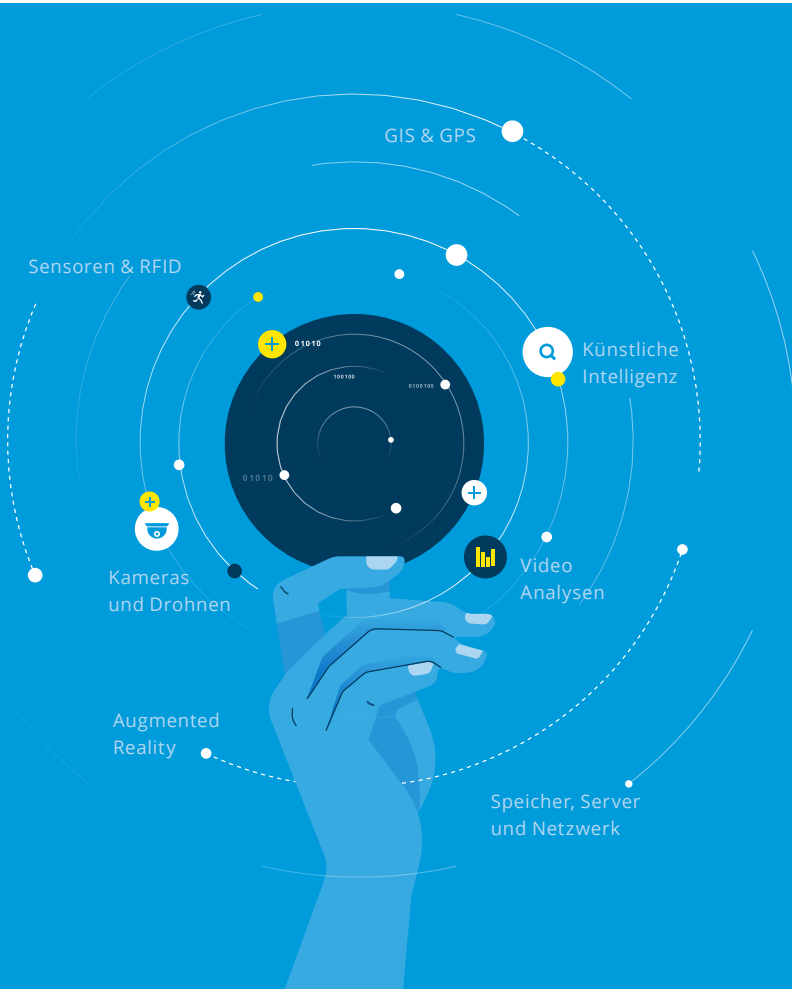 GIS & GPS
Sensoren & RFID
01010
Künstliche
Intelligenz
100100
0100100
01010
Video
Analysen
Kameras
und Drohnen
Augmented
Reality
Speicher, Server
und Netzwerk